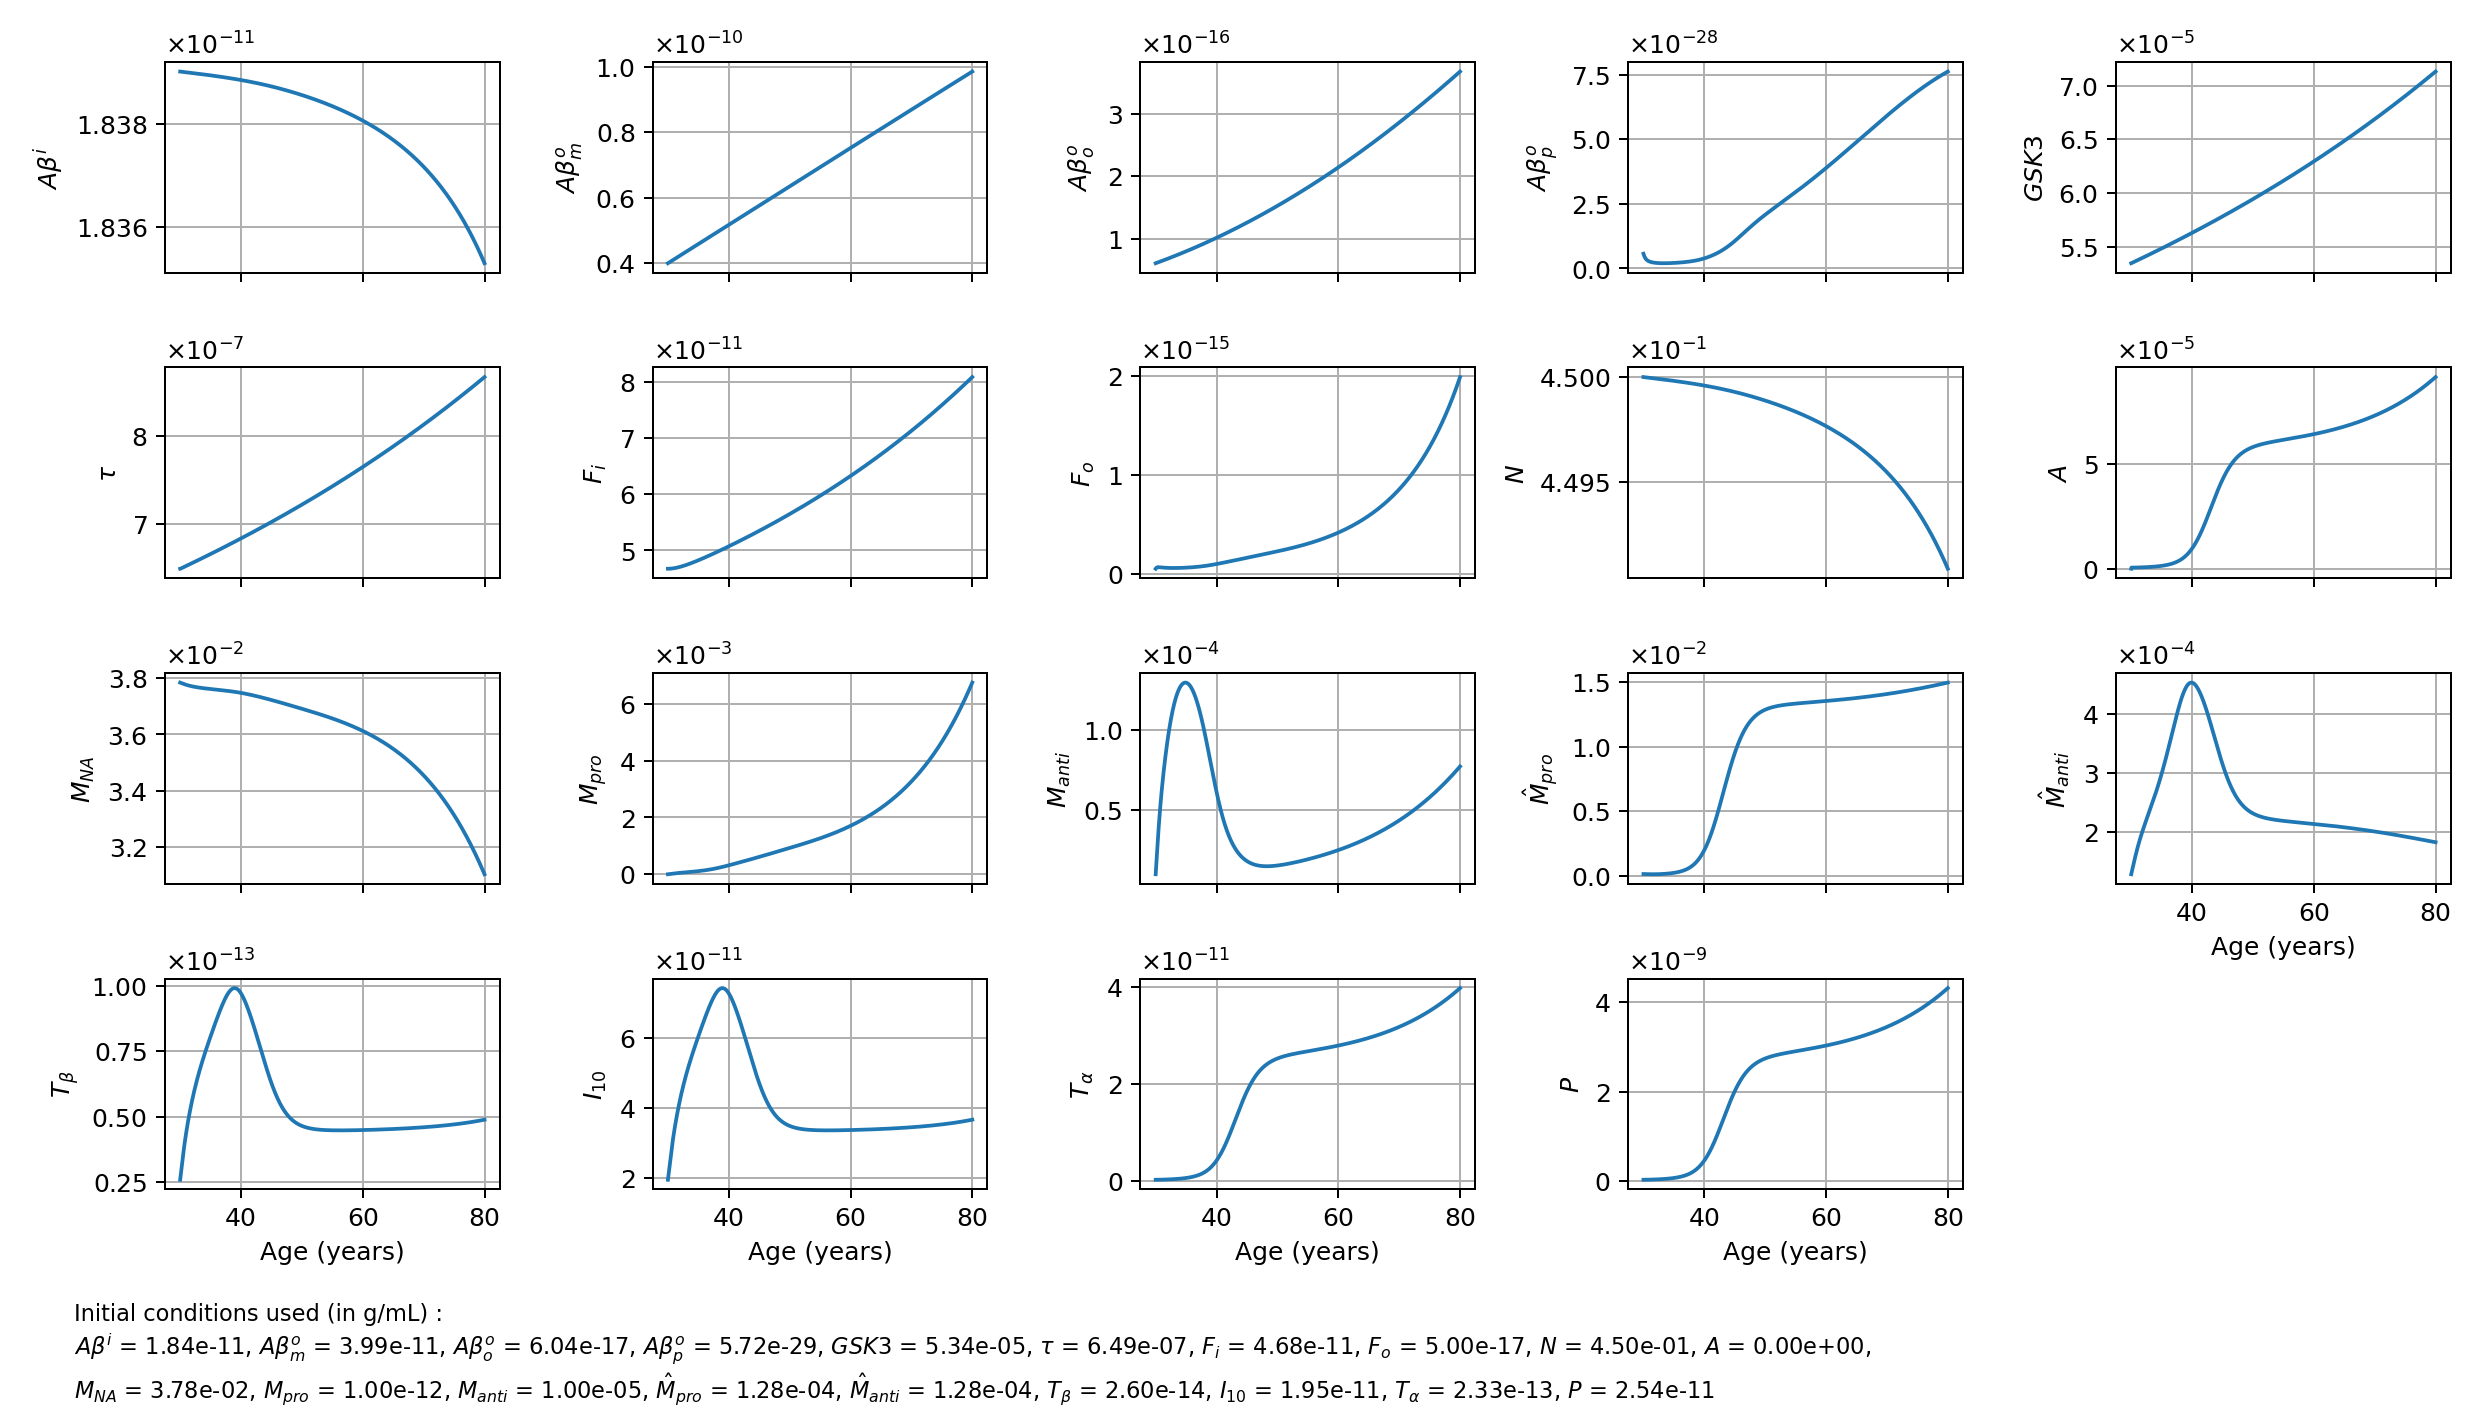 ×10⁻¹¹ ×10⁻¹⁰ ×10⁻¹⁶ ×10⁻²⁸ ×10⁻⁵
Aβⁱ 1.838 1.836
Aβₘᵒ 1.0 0.8 0.6 0.4
Aβₒᵒ 3 2 1
Aβₚᵒ 7.5 5.0 2.5 0.0
GSK3 7.0 6.5 6.0 5.5
×10⁻⁷ ×10⁻¹¹ ×10⁻¹⁵ ×10⁻¹ ×10⁻⁵
τ 8 7
Fᵢ 8 7 6 5
Fₒ 2 1 0
N 4.500 4.495
A 5 0
×10⁻² ×10⁻³ ×10⁻⁴ ×10⁻² ×10⁻⁴
M_NA 3.8 3.6 3.4 3.2
M_pro 6 4 2 0
M_anti 1.0 0.5
M̂_pro 1.5 1.0 0.5 0.0
M̂_anti 4 3 2
40 60 80
Age (years)
×10⁻¹³ ×10⁻¹¹ ×10⁻¹¹ ×10⁻⁹
T_β 1.00 0.75 0.50 0.25
I₁₀ 6 4 2
T_α 4 2 0
P 4 2 0
40 60 80 40 60 80 40 60 80 40 60 80
Age (years) Age (years) Age (years) Age (years)
Initial conditions used (in g/mL) :
Aβⁱ = 1.84e-11, Aβₘᵒ = 3.99e-11, Aβₒᵒ = 6.04e-17, Aβₚᵒ = 5.72e-29, GSK3 = 5.34e-05, τ = 6.49e-07, Fᵢ = 4.68e-11, Fₒ = 5.00e-17, N = 4.50e-01, A = 0.00e+00,
M_NA = 3.78e-02, M_pro = 1.00e-12, M_anti = 1.00e-05, M̂_pro = 1.28e-04, M̂_anti = 1.28e-04, T_β = 2.60e-14, I₁₀ = 1.95e-11, T_α = 2.33e-13, P = 2.54e-11